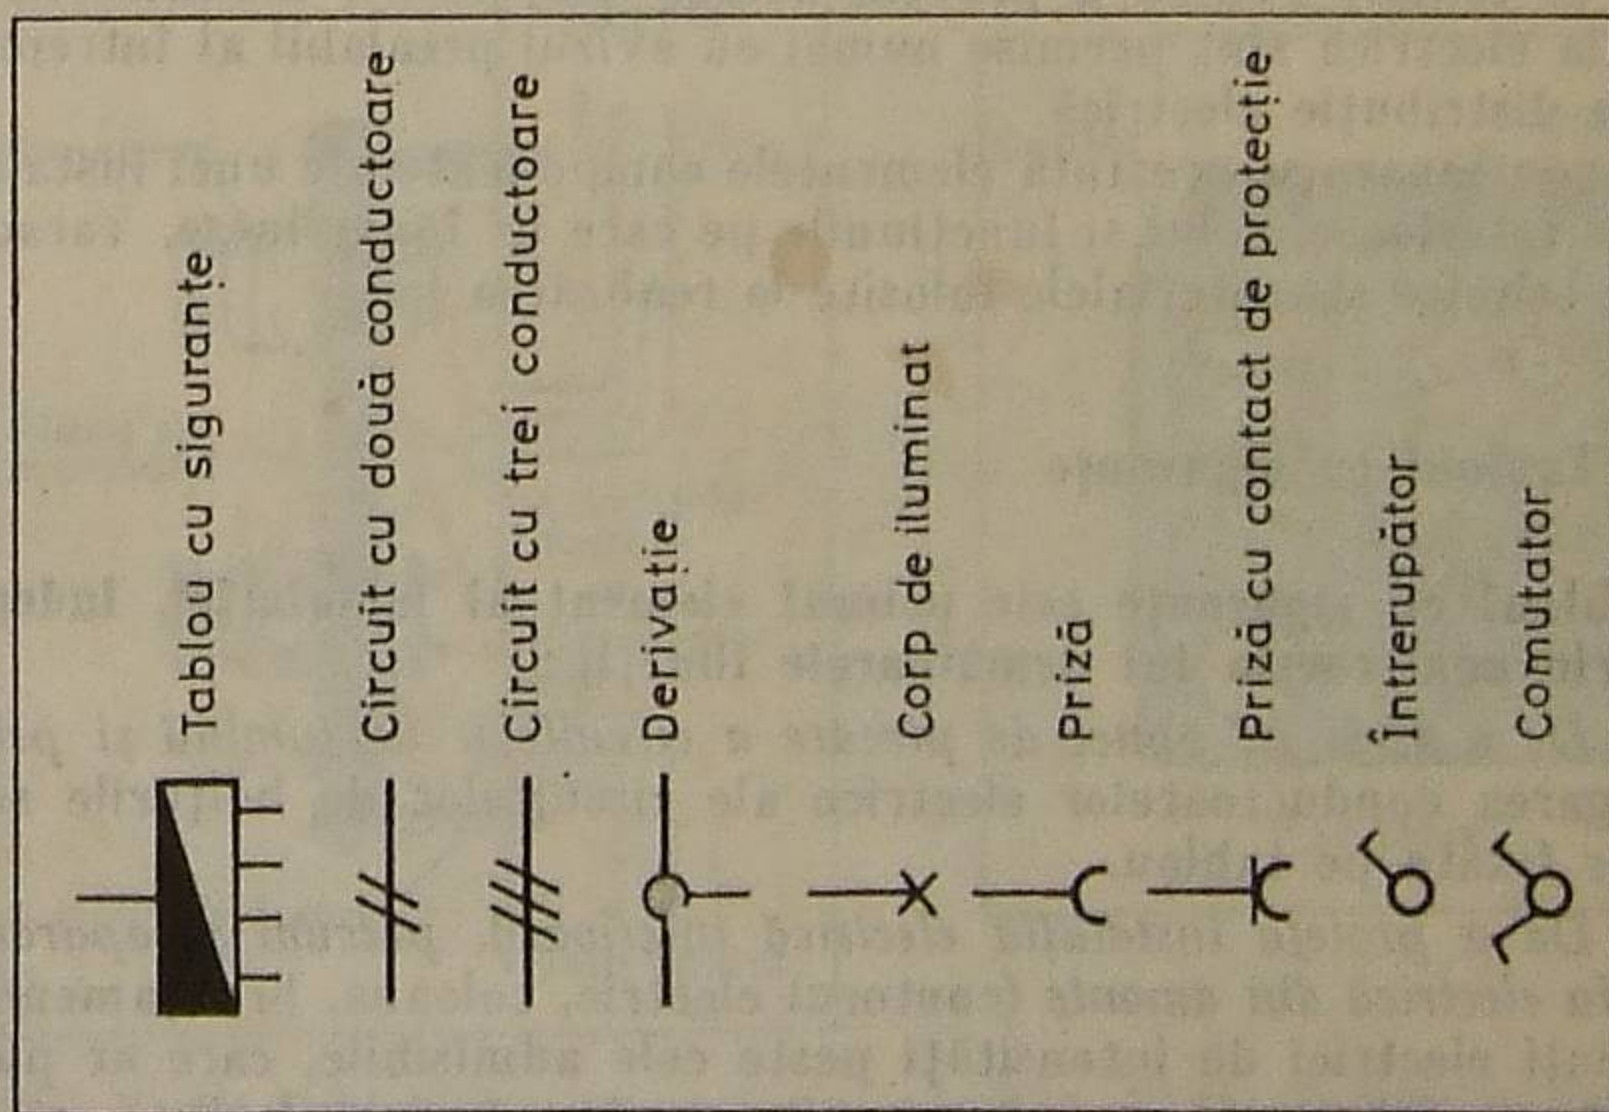 Tablou cu siguranțe
Circuit cu două conductoare
Circuit cu trei conductoare
Derivație
Corp de iluminat
Priză
Priză cu contact de protecție
Întrerupător
Comutator